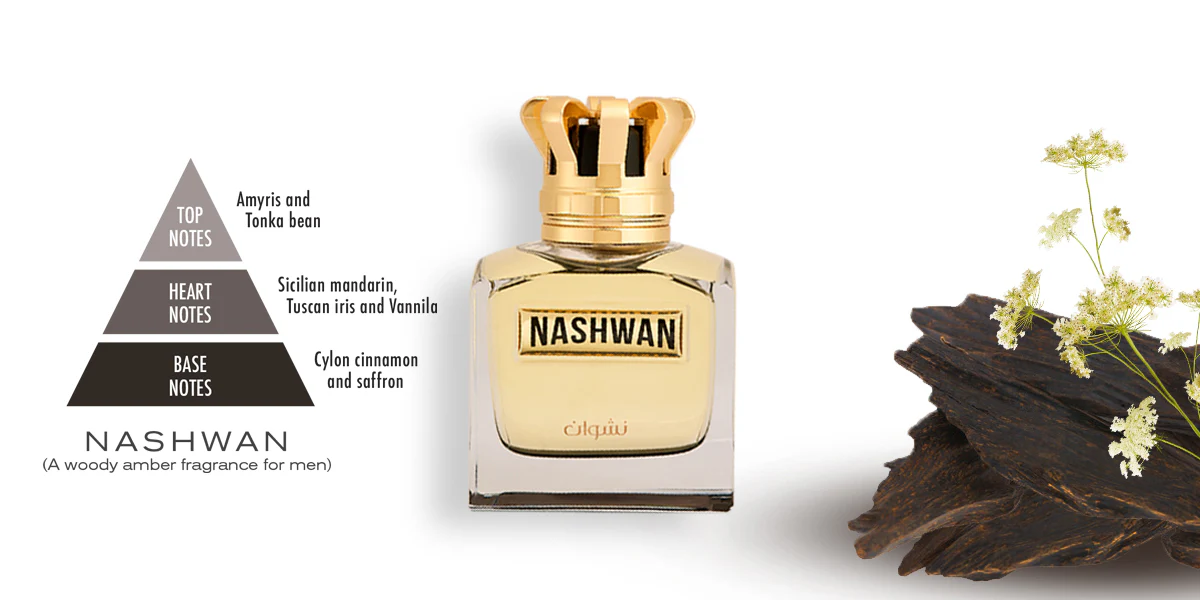 TOP
NOTES
Amyris and
Tonka bean
HEART
NOTES
Sicilian mandarin,
Tuscan iris and Vannila
BASE
NOTES
Cylon cinnamon
and saffron
NASHWAN
(A woody amber fragrance for men)
NASHWAN
نشوان